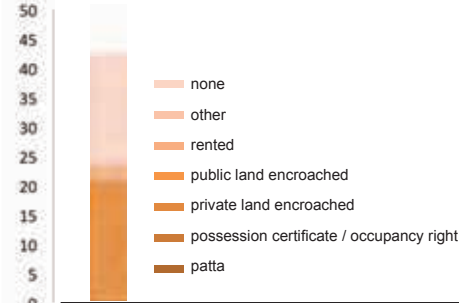 50
45
40
35
30
25
20
15
10
5
0
none
other
rented
public land encroached
private land encroached
possession certificate / occupancy right
patta